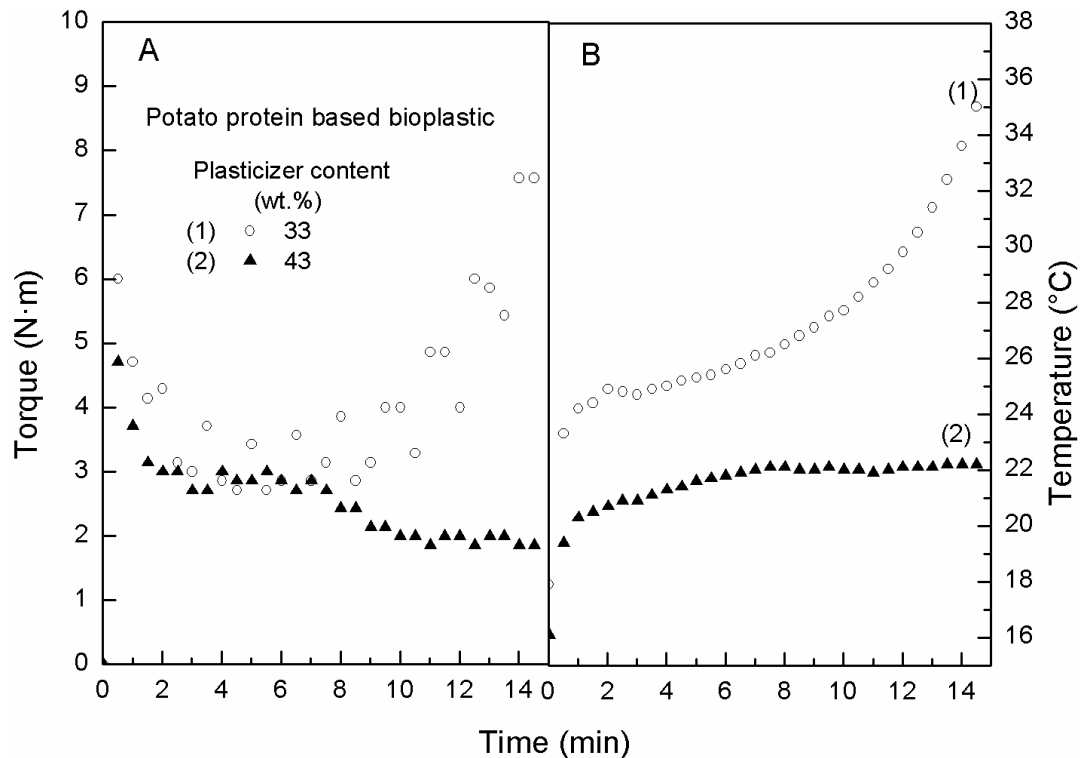 A
B
Potato protein based bioplastic
Plasticizer content
(wt.%)
(1) ○ 33
(2) ▲ 43
(1)
(2)
Torque (N·m)
10
9
8
7
6
5
4
3
2
1
0
0 2 4 6 8 10 12 14
0 2 4 6 8 10 12 14
Time (min)
38
36
34
32
30
28
26
24
22
20
18
16
Temperature (°C)